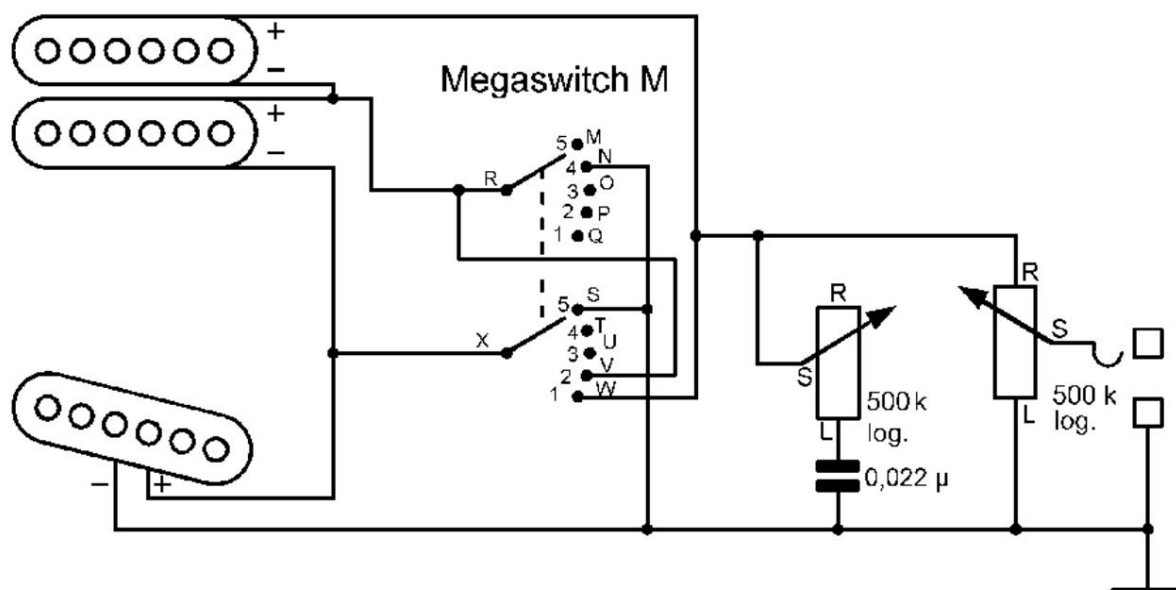 +
−
Megaswitch M
+
−
5 M
4 N
R
3 O
2 P
1 Q
5 S
4 T
X
3 U
2 V
1 W
− +
R
S
500 k
log.
L
0,022 µ
R
S
500 k
log.
L